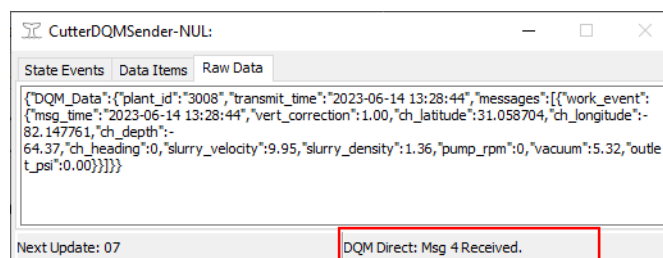 CutterDQMSender-NUL:
State Events Data Items Raw Data
{"DQM_Data":{"plant_id":"3008","transmit_time":"2023-06-14 13:28:44","messages":[{"work_event":
{"msg_time":"2023-06-14 13:28:44","vert_correction":1.00,"ch_latitude":31.058704,"ch_longitude":-
82.147761,"ch_depth":-
64.37,"ch_heading":0,"slurry_velocity":9.95,"slurry_density":1.36,"pump_rpm":0,"vacuum":5.32,"outle
t_psi":0.00}}]}}
Next Update: 07 DQM Direct: Msg 4 Received.